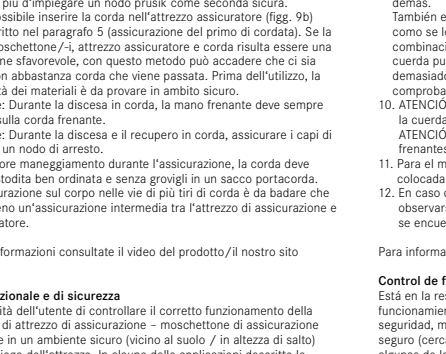 più d'impiegare un nodo prusik come seconda sicura.
ossibile inserire la corda nell'attrezzo assicuratore (figg. 9b)
ritto nel paragrafo 5 (assicurazione del primo di cordata). Se la
oschettone/-i, attrezzo assicuratore e corda risulta essere una
ne sfavorevole, con questo metodo può accadere che ci sia
on abbastanza corda che viene passata. Prima dell'utilizzo, la
tà dei materiali è da provare in ambito sicuro.
e: Durante la discesa in corda, la mano frenante deve sempre
sulla corda frenante.
e: Durante la discesa e il recupero in corda, assicurare i capi di
un nodo di arresto.
ore maneggiamento durante l'assicurazione, la corda deve
stodita ben ordinata e senza grovigli in un sacco portacorda.
urazione sul corpo nelle vie di più tiri di corda è da badare che
eno un'assicurazione intermedia tra l'attrezzo di assicurazione e
atore.
formazioni consultate il video del prodotto/il nostro sito
zionale e di sicurezza
ità dell'utente di controllare il corretto funzionamento della
di attrezzo di assicurazione – moschettone di assicurazione
e in un ambiente sicuro (vicino al suolo / in altezza di salto)
demás.
También e
como se l
combinaci
cuerda pu
demasiado
comproba
10. ATENCIÓ
la cuerda
ATENCIÓ
frenantes
11. Para el m
colocada
12. En caso d
observars
se encue
Para informa
Control de f
Está en la res
funcionamien
seguridad, m
seguro (cerc